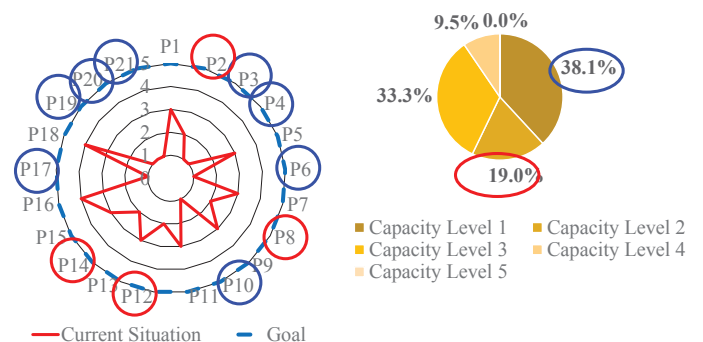 P1
P2
P3
P4
P5
P6
P7
P8
P9
P10
P11
P12
P13
P14
P15
P16
P17
P18
P19
P20
P21
5
4
3
2
1
0
Current Situation Goal
9.5% 0.0%
38.1%
33.3%
19.0%
Capacity Level 1 Capacity Level 2
Capacity Level 3 Capacity Level 4
Capacity Level 5